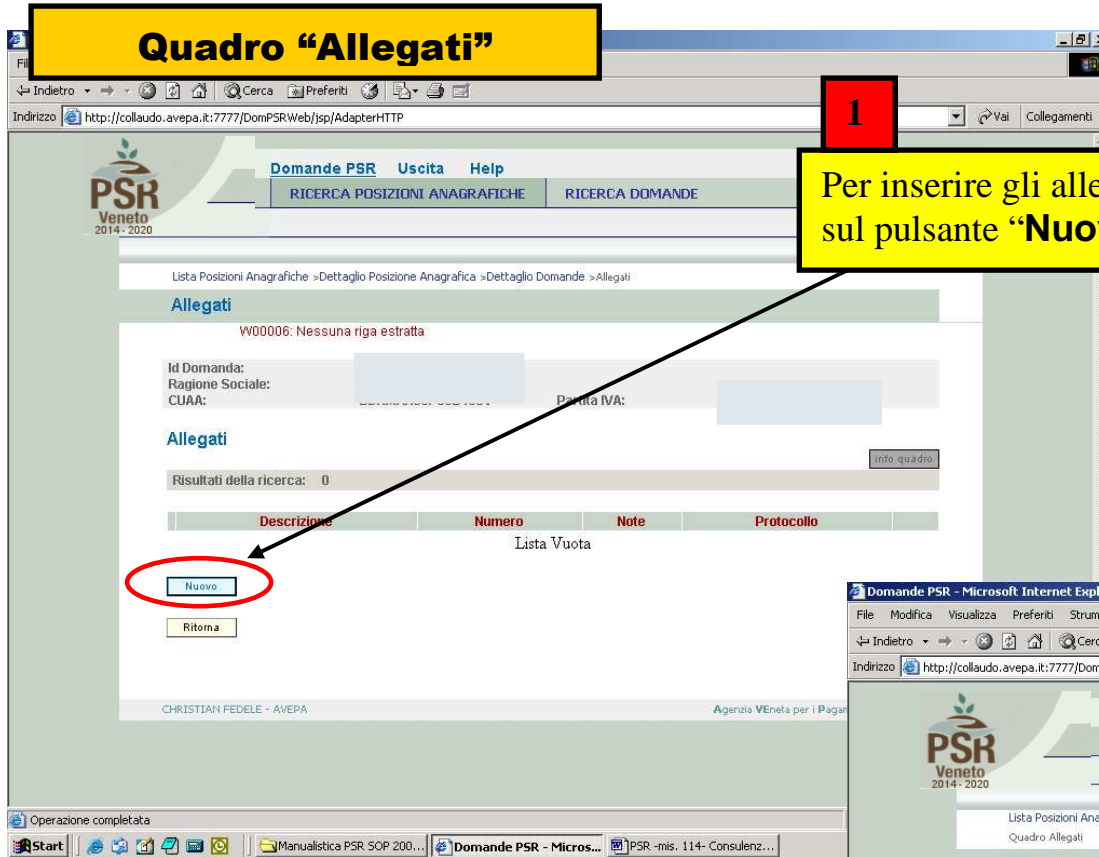 Quadro “Allegati”
Indietro Cerca Preferiti
Indirizzo http://collaudo.avepa.it:7777/DomPSRWeb/jsp/AdapterHTTP Vai Collegamenti
1
Per inserire gli alle
sul pulsante “Nuo
PSR
Veneto
2014 - 2020
Domande PSR Uscita Help
RICERCA POSIZIONI ANAGRAFICHE RICERCA DOMANDE
Lista Posizioni Anagrafiche »Dettaglio Posizione Anagrafica »Dettaglio Domande »Allegati
Allegati
W00006: Nessuna riga estratta
Id Domanda:
Ragione Sociale:
CUAA: Partita IVA:
Allegati
info quadro
Risultati della ricerca: 0
Descrizione Numero Note Protocollo
Lista Vuota
Nuovo
Ritorna
CHRISTIAN FEDELE - AVEPA Agenzia VEneta per i Pagam
Operazione completata
Start Manualistica PSR SOP 200... Domande PSR - Micros... PSR -mis. 114- Consulenz...
Domande PSR - Microsoft Internet Expl
File Modifica Visualizza Preferiti Strum
Indietro Cerc
Indirizzo http://collaudo.avepa.it:7777/Dom
PSR
Veneto
2014 - 2020
Lista Posizioni Ana
Quadro Allegati